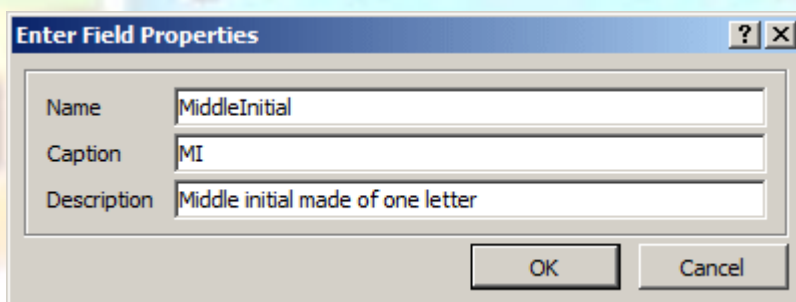 Enter Field Properties ? X
Name MiddleInitial
Caption MI
Description Middle initial made of one letter
OK Cancel